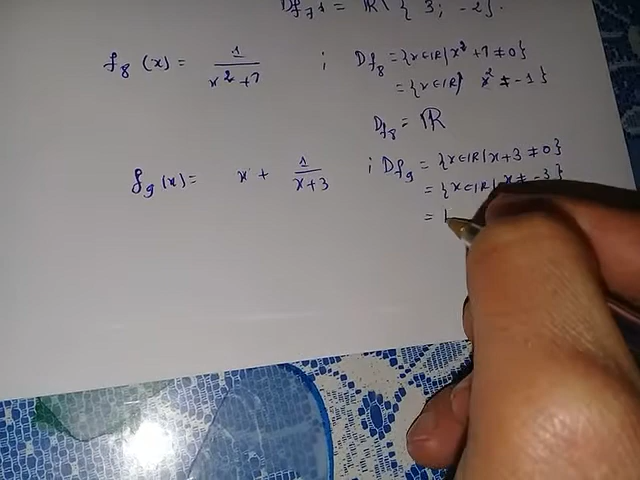 Df₇1 = ℝ \ { 3 ; -2 }.
f₈ (x) = 1 / x² + 1 ; Df₈ = {x ∈ ℝ | x² + 1 ≠ 0}
= {x ∈ ℝ | x² ≠ -1}
Df₈ = ℝ
f₉ (x) = x + 1 / x+3 ; Df₉ = {x ∈ ℝ | x + 3 ≠ 0}
= {x ∈ ℝ | x ≠ -3}
=